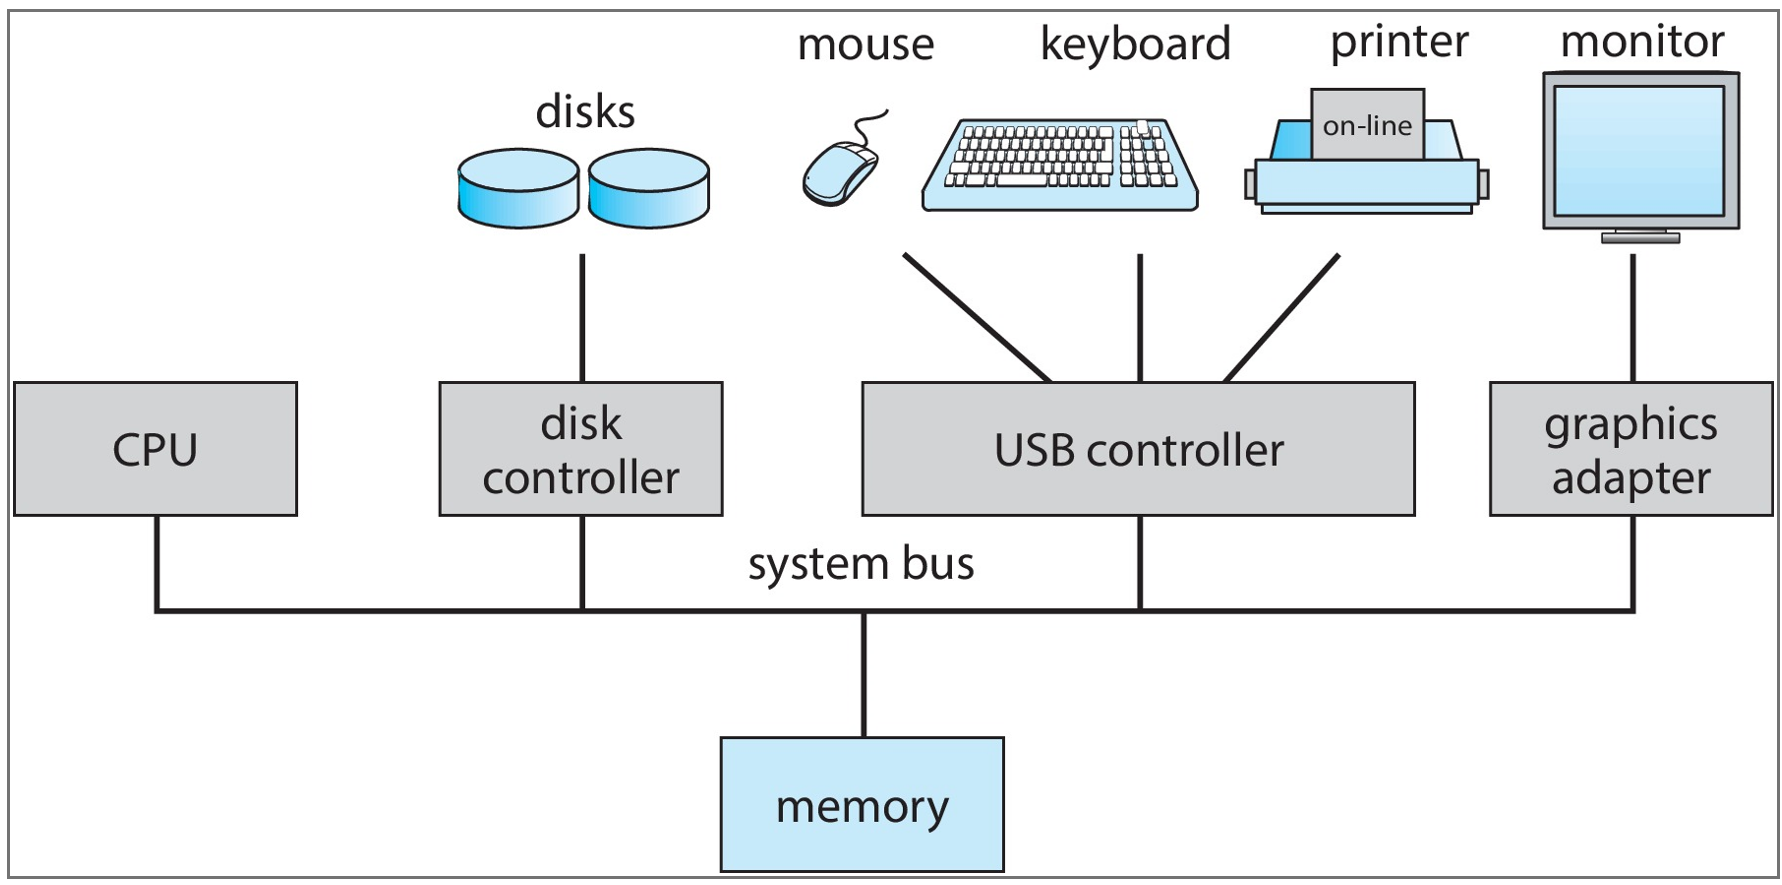 mouse
keyboard
printer
monitor
disks
on-line
CPU
disk
controller
USB controller
graphics
adapter
system bus
memory